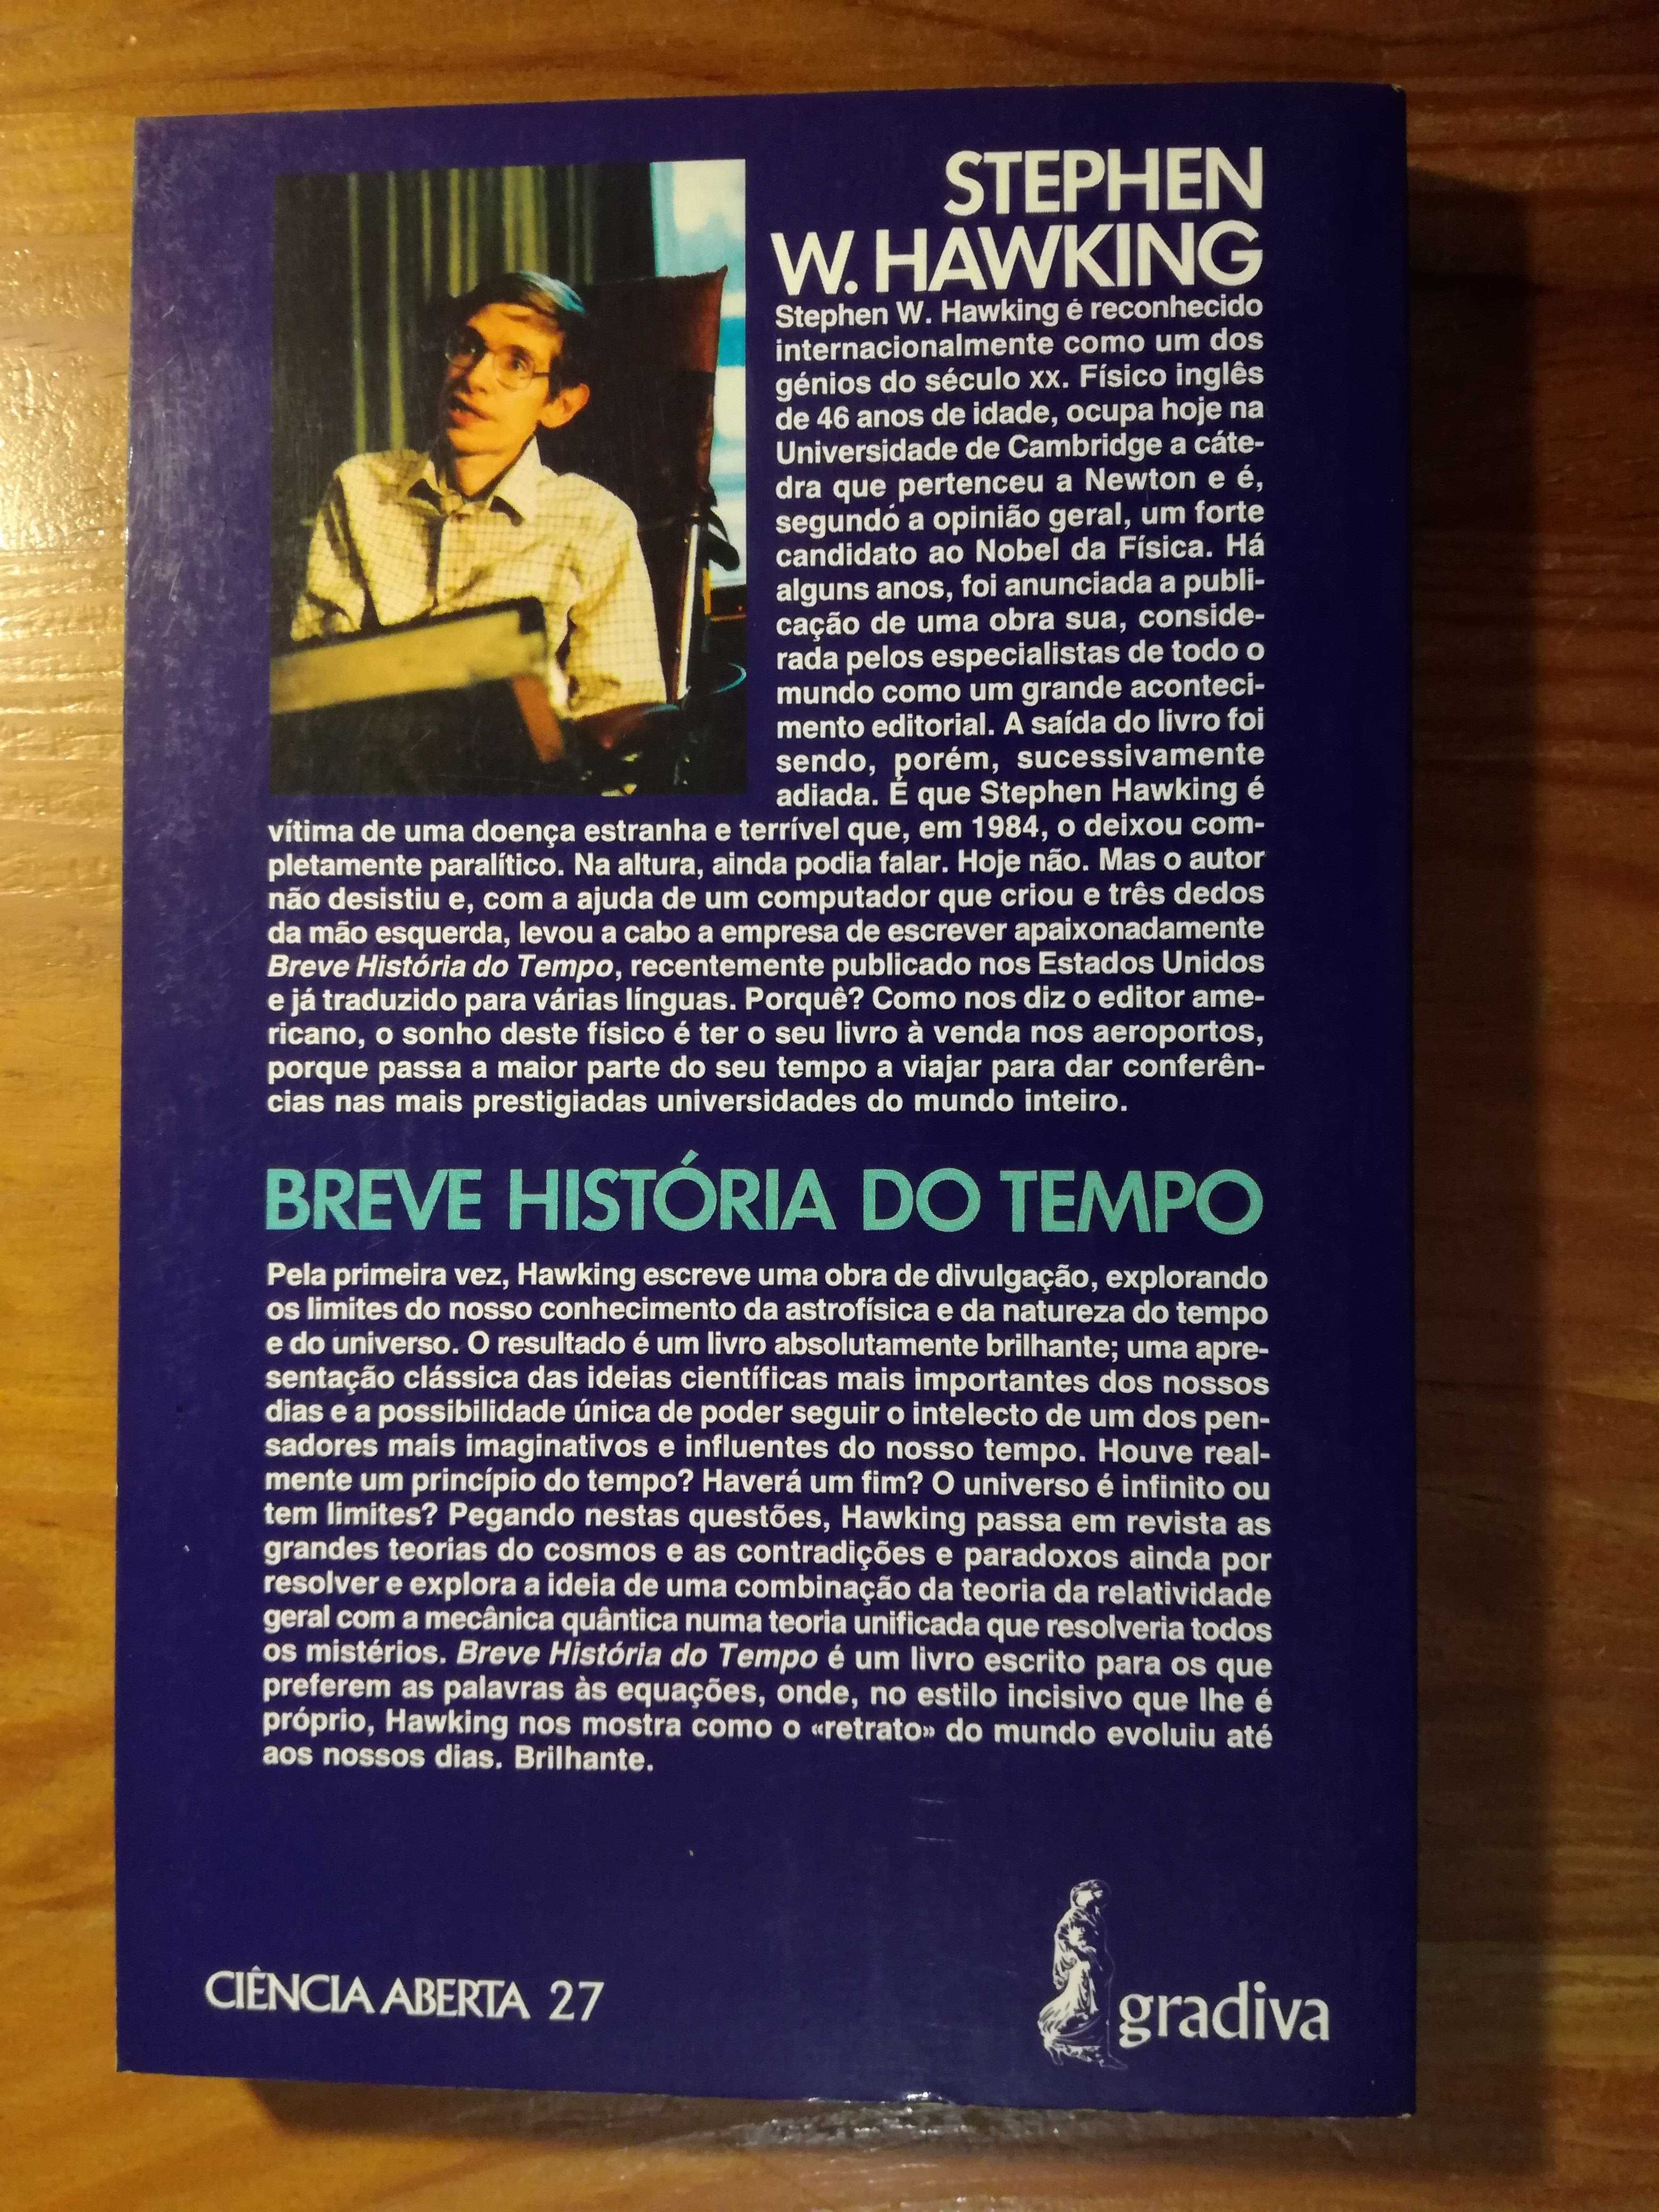 STEPHEN
W. HAWKING
Stephen W. Hawking é reconhecido
internacionalmente como um dos
génios do século XX. Físico inglês
de 46 anos de idade, ocupa hoje na
Universidade de Cambridge a cáte-
dra que pertenceu a Newton e é,
segundo a opinião geral, um forte
candidato ao Nobel da Física. Há
alguns anos, foi anunciada a publi-
cação de uma obra sua, conside-
rada pelos especialistas de todo o
mundo como um grande aconteci-
mento editorial. A saída do livro foi
sendo, porém, sucessivamente
adiada. É que Stephen Hawking é
vítima de uma doença estranha e terrível que, em 1984, o deixou com-
pletamente paralítico. Na altura, ainda podia falar. Hoje não. Mas o autor
não desistiu e, com a ajuda de um computador que criou e três dedos
da mão esquerda, levou a cabo a empresa de escrever apaixonadamente
Breve História do Tempo, recentemente publicado nos Estados Unidos
e já traduzido para várias línguas. Porquê? Como nos diz o editor ame-
ricano, o sonho deste físico é ter o seu livro à venda nos aeroportos,
porque passa a maior parte do seu tempo a viajar para dar conferên-
cias nas mais prestigiadas universidades do mundo inteiro.
BREVE HISTÓRIA DO TEMPO
Pela primeira vez, Hawking escreve uma obra de divulgação, explorando
os limites do nosso conhecimento da astrofísica e da natureza do tempo
e do universo. O resultado é um livro absolutamente brilhante; uma apre-
sentação clássica das ideias científicas mais importantes dos nossos
dias e a possibilidade única de poder seguir o intelecto de um dos pen-
sadores mais imaginativos e influentes do nosso tempo. Houve real-
mente um princípio do tempo? Haverá um fim? O universo é infinito ou
tem limites? Pegando nestas questões, Hawking passa em revista as
grandes teorias do cosmos e as contradições e paradoxos ainda por
resolver e explora a ideia de uma combinação da teoria da relatividade
geral com a mecânica quântica numa teoria unificada que resolveria todos
os mistérios. Breve História do Tempo é um livro escrito para os que
preferem as palavras às equações, onde, no estilo incisivo que lhe é
próprio, Hawking nos mostra como o «retrato» do mundo evoluiu até
aos nossos dias. Brilhante.
CIÊNCIA ABERTA 27
gradiva